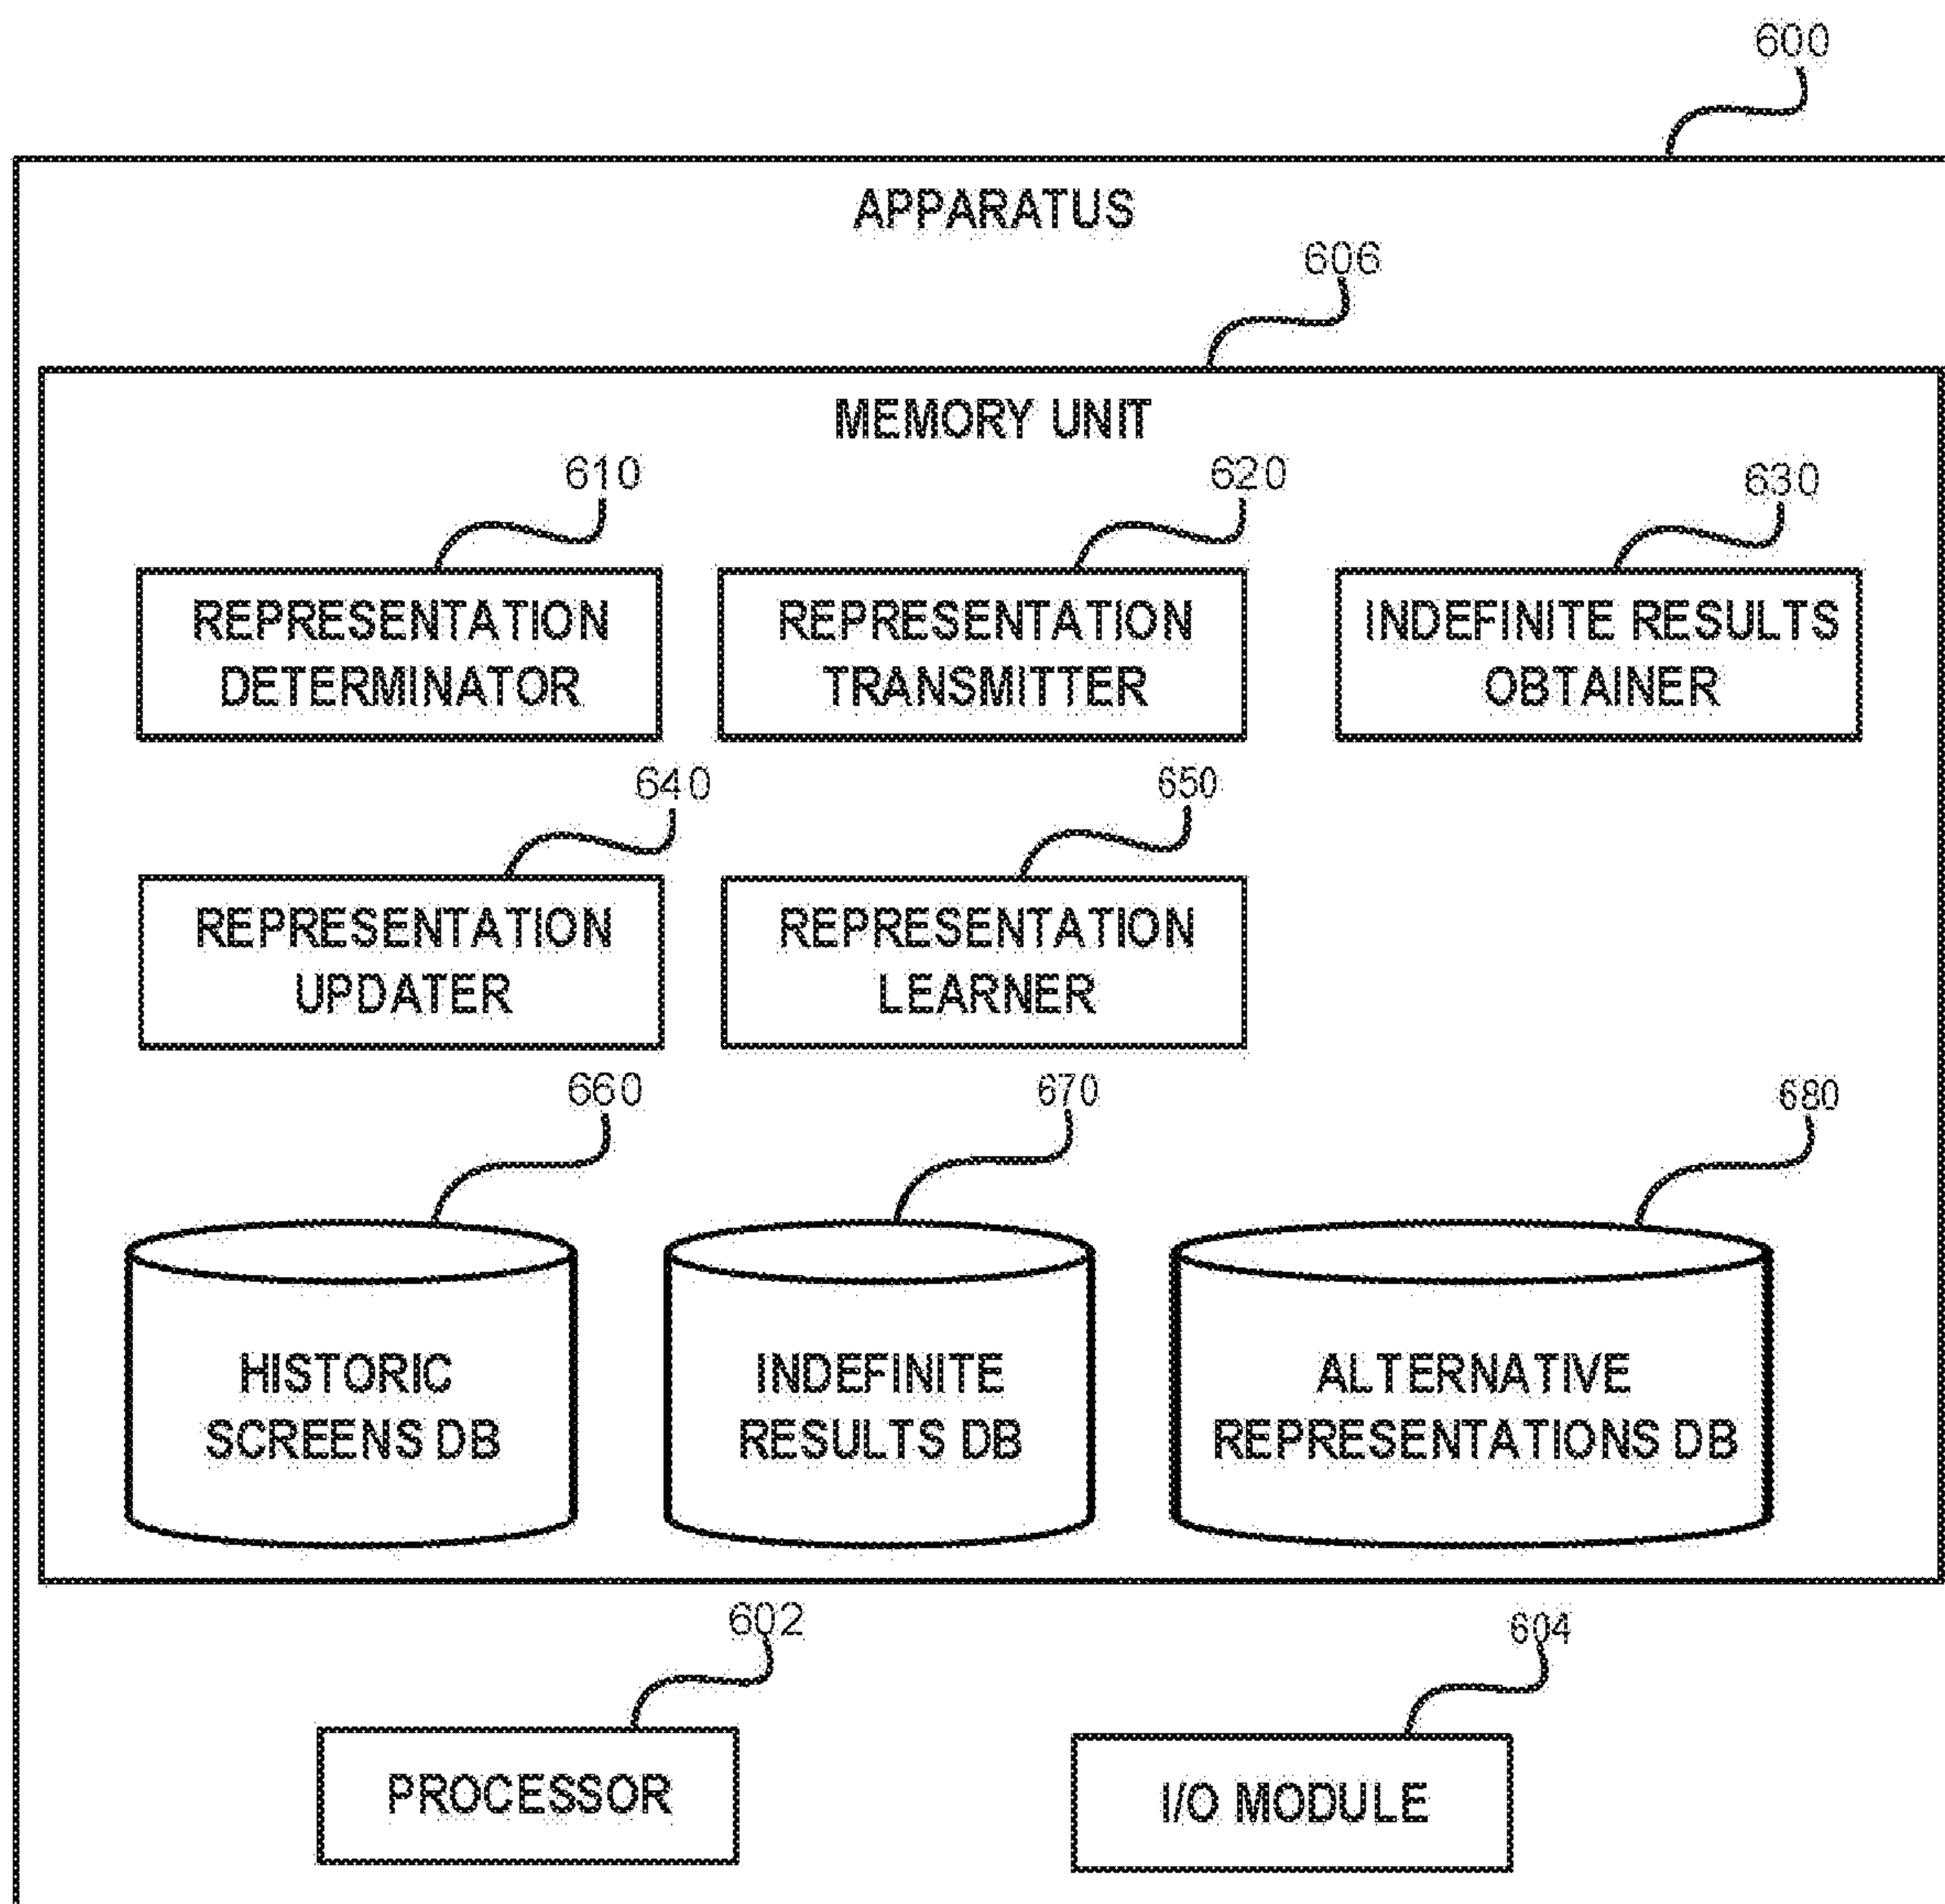 600
APPARATUS
606
MEMORY UNIT
610
620
630
REPRESENTATION
DETERMINATOR
REPRESENTATION
TRANSMITTER
INDEFINITE RESULTS
OBTAINER
640
650
REPRESENTATION
UPDATER
REPRESENTATION
LEARNER
660
670
680
HISTORIC
SCREENS DB
INDEFINITE
RESULTS DB
ALTERNATIVE
REPRESENTATIONS DB
602
604
PROCESSOR
I/O MODULE